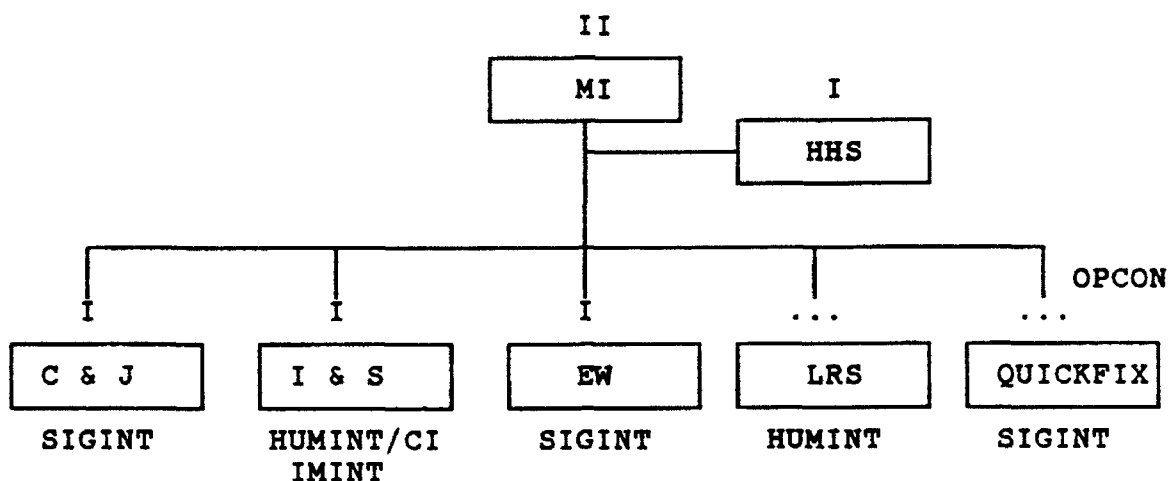 II
MI
I
HHS
OPCON
I I I ... ...
C & J I & S EW LRS QUICKFIX
SIGINT HUMINT/CI SIGINT HUMINT SIGINT
IMINT